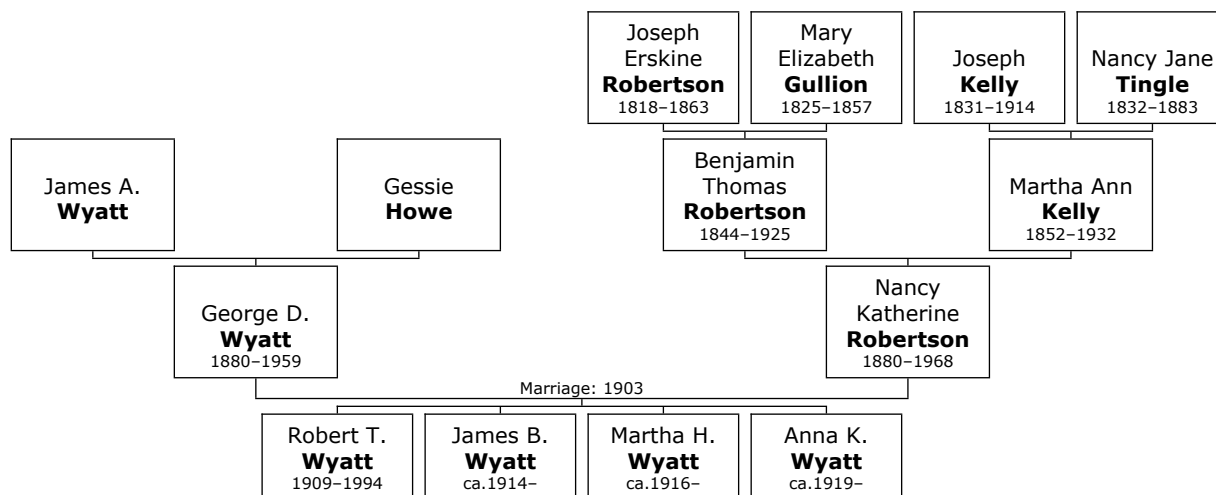 Joseph
Erskine
Robertson
1818–1863
Mary
Elizabeth
Gullion
1825–1857
Joseph
Kelly
1831–1914
Nancy Jane
Tingle
1832–1883
James A.
Wyatt
Gessie
Howe
Benjamin
Thomas
Robertson
1844–1925
Martha Ann
Kelly
1852–1932
George D.
Wyatt
1880–1959
Nancy
Katherine
Robertson
1880–1968
Marriage: 1903
Robert T.
Wyatt
1909–1994
James B.
Wyatt
ca.1914–
Martha H.
Wyatt
ca.1916–
Anna K.
Wyatt
ca.1919–